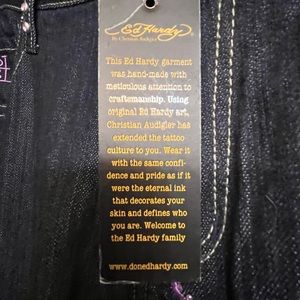 Ed Hardy
By Christian Audigier
This Ed Hardy garment
was hand-made with
meticulous attention to
craftsmanship. Using
original Ed Hardy art,
Christian Audigier has
extended the tattoo
culture to you. Wear it
with the same confi-
dence and pride as if it
were the eternal ink
that decorates your
skin and defines who
you are. Welcome to
the Ed Hardy family
www.donedhardy.com